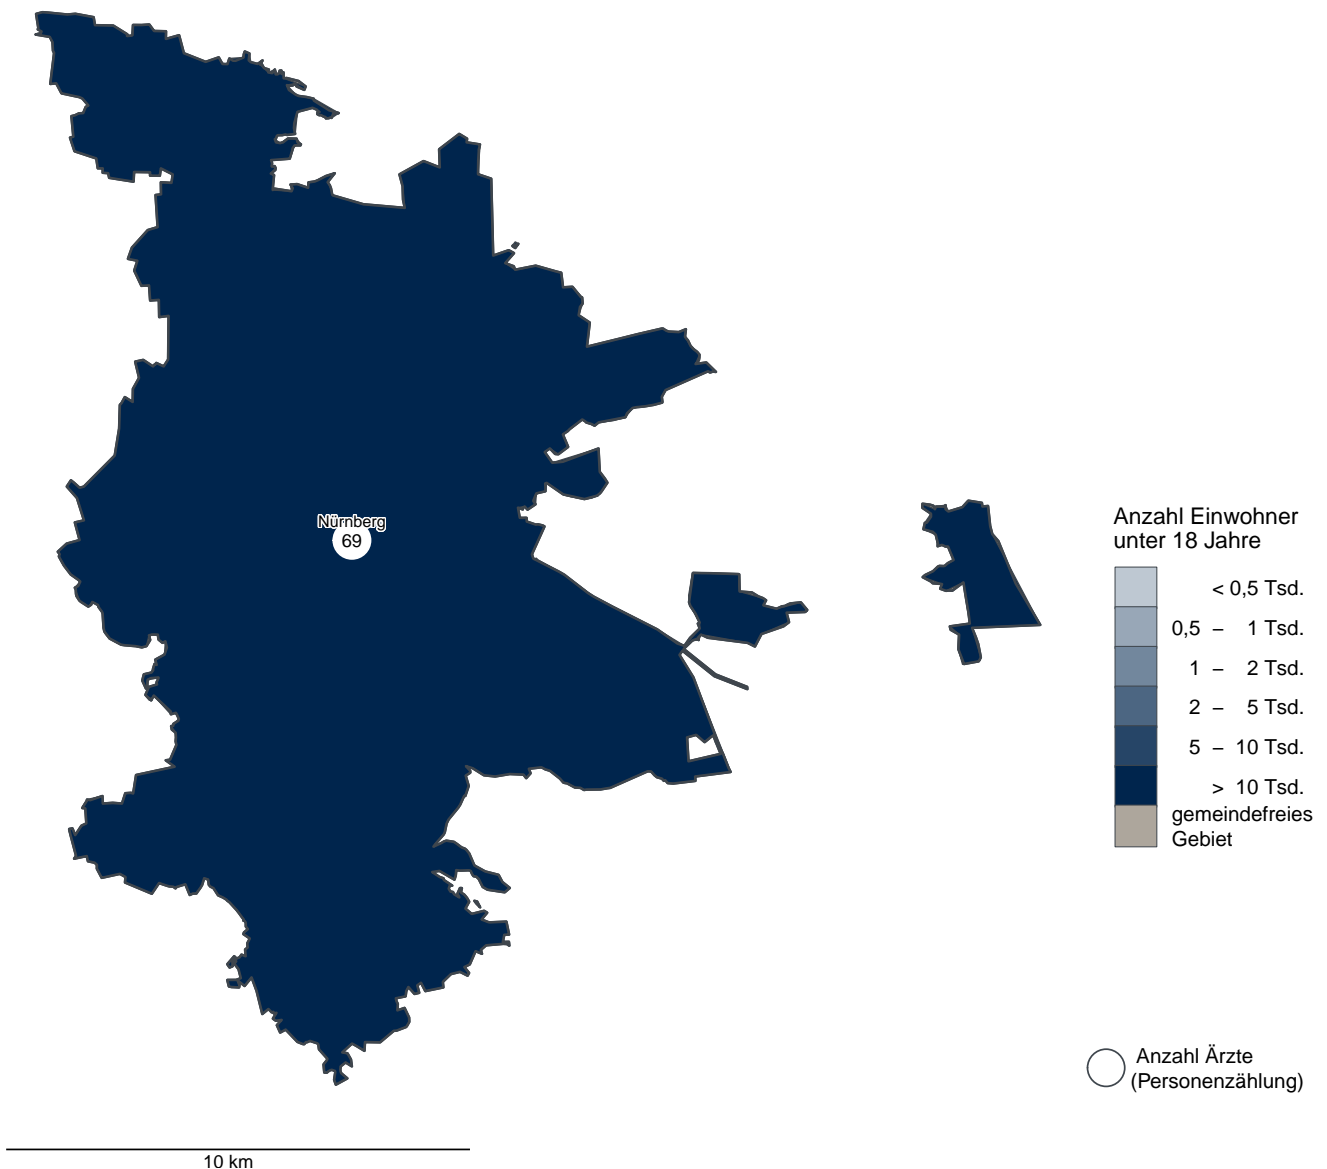 Nürnberg
69
Anzahl Einwohner
unter 18 Jahre
< 0,5 Tsd.
0,5 – 1 Tsd.
1 – 2 Tsd.
2 – 5 Tsd.
5 – 10 Tsd.
> 10 Tsd.
gemeindefreies
Gebiet
Anzahl Ärzte
(Personenzählung)
10 km